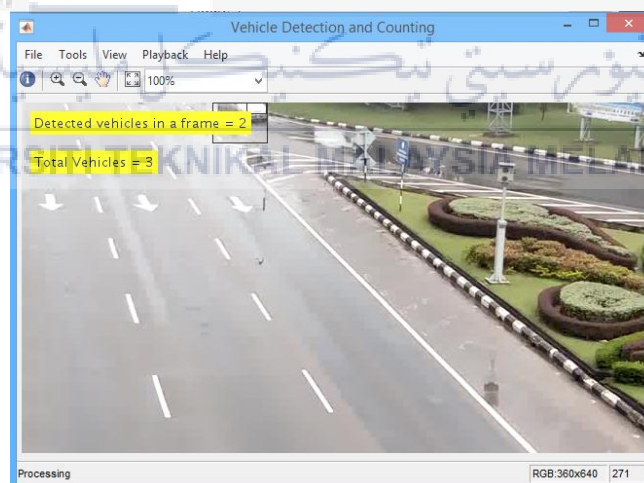 Vehicle Detection and Counting
File Tools View Playback Help
100%
Detected vehicles in a frame = 2
Total Vehicles = 3
Processing
RGB:360x640 271